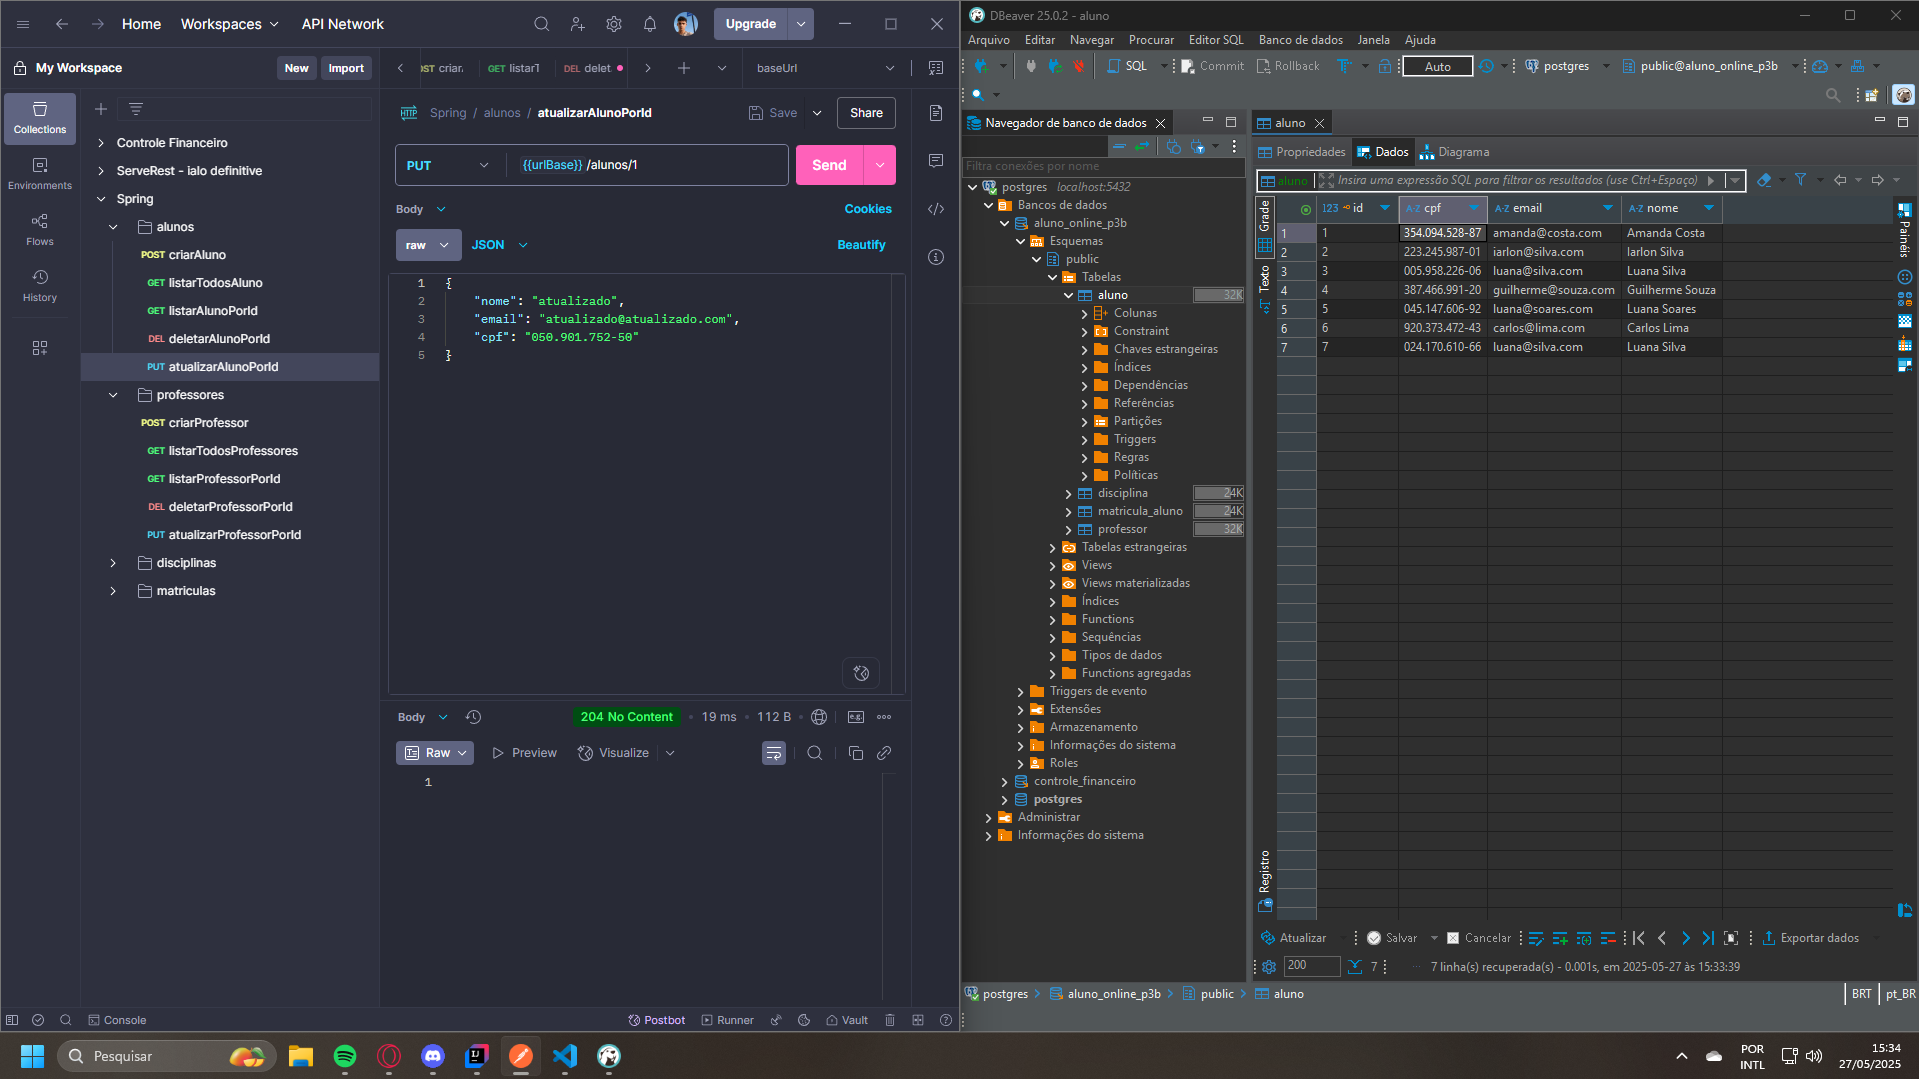 Home
Workspaces
API Network
Upgrade
My Workspace
New
Import
Collections
Environments
Flows
History
Controle Financeiro
ServeRest - ialo definitive
Spring
alunos
POST criarAluno
GET listarTodosAluno
GET listarAlunoPorId
DEL deletarAlunoPorId
PUT atualizarAlunoPorId
professores
POST criarProfessor
GET listarTodosProfessores
GET listarProfessorPorId
DEL deletarProfessorPorId
PUT atualizarProfessorPorId
disciplinas
matriculas
OST criar.
GET listarT
DEL delet
baseUrl
HTTP
Spring / alunos / atualizarAlunoPorId
Save
Share
PUT
{{urlBase}} /alunos/1
Send
Body
Cookies
raw
JSON
Beautify
1 {
2 "nome": "atualizado",
3 "email": "atualizado@atualizado.com",
4 "cpf": "050.901.752-50"
5 }
Body
204 No Content
19 ms
112 B
e.g.
Raw
Preview
Visualize
1
Console
Postbot
Runner
Vault
DBeaver 25.0.2 - aluno
Arquivo Editar Navegar Procurar Editor SQL Banco de dados Janela Ajuda
SQL
Commit
Rollback
Auto
postgres
public@aluno_online_p3b
Navegador de banco de dados
Filtra conexões por nome
postgres localhost:5432
Bancos de dados
aluno_online_p3b
Esquemas
public
Tabelas
aluno 32K
Colunas
Constraint
Chaves estrangeiras
Índices
Dependências
Referências
Partições
Triggers
Regras
Políticas
disciplina 24K
matricula_aluno 24K
professor 32K
Tabelas estrangeiras
Views
Views materializadas
Índices
Functions
Sequências
Tipos de dados
Functions agregadas
Triggers de evento
Extensões
Armazenamento
Informações do sistema
Roles
controle_financeiro
postgres
Administrar
Informações do sistema
aluno
Propriedades
Dados
Diagrama
aluno
Insira uma expressão SQL para filtrar os resultados (use Ctrl+Espaço)
Grade
Texto
Registro
Painéis
123 id
A-Z cpf
A-Z email
A-Z nome
1 1 354.094.528-87 amanda@costa.com Amanda Costa
2 2 223.245.987-01 iarlon@silva.com Iarlon Silva
3 3 005.958.226-06 luana@silva.com Luana Silva
4 4 387.466.991-20 guilherme@souza.com Guilherme Souza
5 5 045.147.606-92 luana@soares.com Luana Soares
6 6 920.373.472-43 carlos@lima.com Carlos Lima
7 7 024.170.610-66 luana@silva.com Luana Silva
Atualizar
Salvar
Cancelar
Exportar dados
200
7
7 linha(s) recuperada(s) - 0.001s, em 2025-05-27 às 15:33:39
postgres
aluno_online_p3b
public
aluno
BRT
pt_BR
Pesquisar
POR
INTL
15:34
27/05/2025